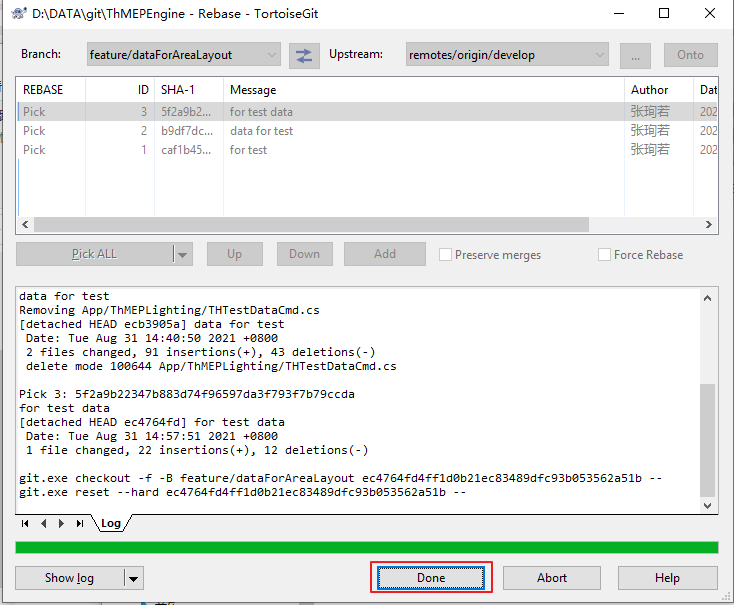 D:\DATA\git\ThMEPEngine - Rebase - TortoiseGit
Branch: feature/dataForAreaLayout Upstream: remotes/origin/develop ... Onto
REBASE ID SHA-1 Message Author Dat
Pick 3 5f2a9b2... for test data 张珣若 202
Pick 2 b9df7dc... data for test 张珣若 202
Pick 1 caf1b45... for test 张珣若 202
Pick ALL Up Down Add Preserve merges Force Rebase
data for test
Removing App/ThMEPLighting/THTestDataCmd.cs
[detached HEAD ecb3905a] data for test
Date: Tue Aug 31 14:40:50 2021 +0800
2 files changed, 91 insertions(+), 43 deletions(-)
delete mode 100644 App/ThMEPLighting/THTestDataCmd.cs
Pick 3: 5f2a9b22347b883d74f96597da3f793f7b79ccda
for test data
[detached HEAD ec4764fd] for test data
Date: Tue Aug 31 14:57:51 2021 +0800
1 file changed, 22 insertions(+), 12 deletions(-)
git.exe checkout -f -B feature/dataForAreaLayout ec4764fd4ff1d0b21ec83489dfc93b053562a51b --
git.exe reset --hard ec4764fd4ff1d0b21ec83489dfc93b053562a51b --
Log
Show log Done Abort Help